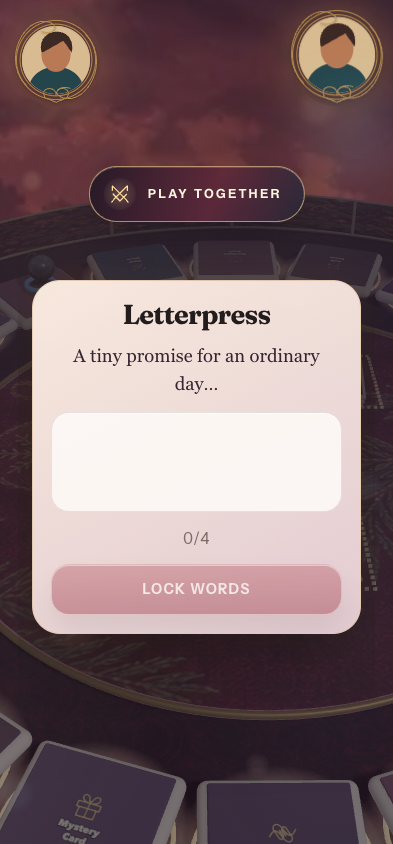 PLAY TOGETHER
Letterpress
A tiny promise for an ordinary
day...
0/4
LOCK WORDS
Mystery
Card